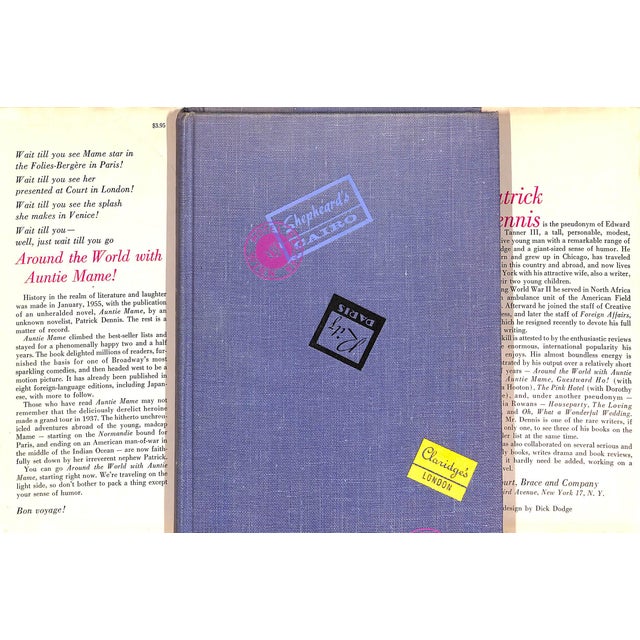 $3.95
Wait till you see Mame star in
the Folies-Bergère in Paris!
Wait till you see her
presented at Court in London!
Wait till you see the splash
she makes in Venice!
Wait till you—
well, just wait till you go
Around the World with
Auntie Mame!
History in the realm of literature and laughter
was made in January, 1955, with the publication
of an unheralded novel, Auntie Mame, by an
unknown novelist, Patrick Dennis. The rest is a
matter of record.
Auntie Mame climbed the best-seller lists and
stayed for a phenomenally happy two and a half
years. The book delighted millions of readers, fur-
nished the basis for one of Broadway's most
sparkling comedies, and then headed west to be a
motion picture. It has already been published in
eight foreign-language editions, including Japan-
ese, with more to follow.
Those who have read Auntie Mame may not
remember that the deliciously derelict heroine
made a grand tour in 1937. The hitherto unchron-
icled adventures abroad of the young, madcap
Mame — starting on the Normandie bound for
Paris, and ending on an American man-of-war in
the middle of the Indian Ocean — are now faith-
fully set down by her irreverent nephew Patrick.
You can go Around the World with Auntie
Mame, starting right now. We're traveling on the
light side, so don't bother to pack a thing except
your sense of humor.
Bon voyage!
Shepheard's
CAIRO
Ritz
PARIS
Claridge's
LONDON
atrick
ennis is the pseudonym of Edward
Tanner III, a tall, personable, modest,
ive young man with a remarkable range of
dge and a giant-sized sense of humor. He
n and grew up in Chicago, has traveled
in this country and abroad, and now lives
York with his attractive wife, also a writer,
eir two young children.
ng World War II he served in North Africa
n ambulance unit of the American Field
Afterward he joined the staff of Creative
s, and later the staff of Foreign Affairs,
hich he resigned recently to devote his full
writing.
kill is attested by the enthusiastic reviews
enormous, international popularity his
enjoys. His almost boundless energy is
ed by his output over a relatively short
years — Around the World with Auntie
Auntie Mame, Guestward Ho! (with
Hooton), The Pink Hotel (with Dorothy
e), and, under another pseudonym —
ia Rowans — Houseparty, The Loving
and Oh, What a Wonderful Wedding.
Mr. Dennis is one of the rare writers, if
only one, to see three of his books on the
er list at the same time.
as also collaborated on several serious and
ly books, writes drama and book reviews,
it hardly need be added, working on a
vel.
ourt, Brace and Company
ird Avenue, New York 17, N. Y.
design by Dick Dodge